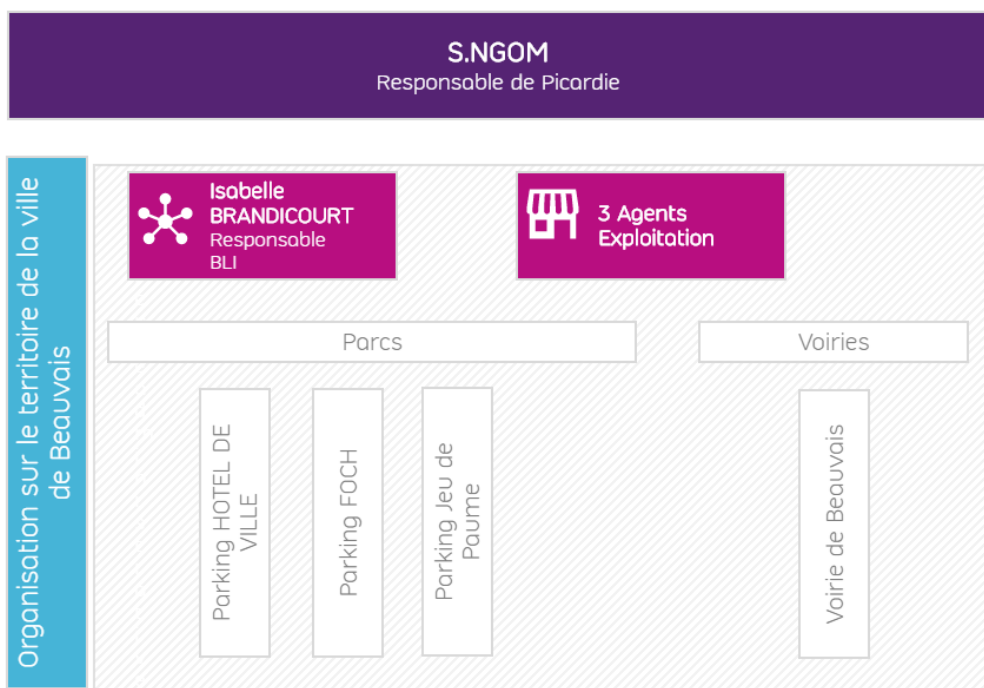 S.NGOM
Responsable de Picardie
Organisation sur le territoire de la ville
de Beauvais
Isabelle
BRANDICOURT
Responsable
BLI
3 Agents
Exploitation
Parcs
Voiries
Parking HOTEL DE
VILLE
Parking FOCH
Parking Jeu de
Paume
Voirie de Beauvais